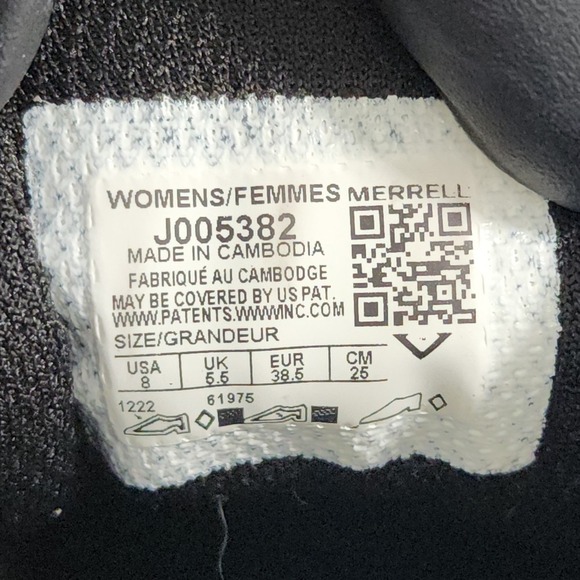 WOMENS/FEMMES MERRELL
J005382
MADE IN CAMBODIA
FABRIQUÉ AU CAMBODGE
MAY BE COVERED BY US PAT.
WWW.PATENTS.WWWINC.COM
SIZE/GRANDEUR
USA UK EUR CM
8 5.5 38.5 25
1222 61975